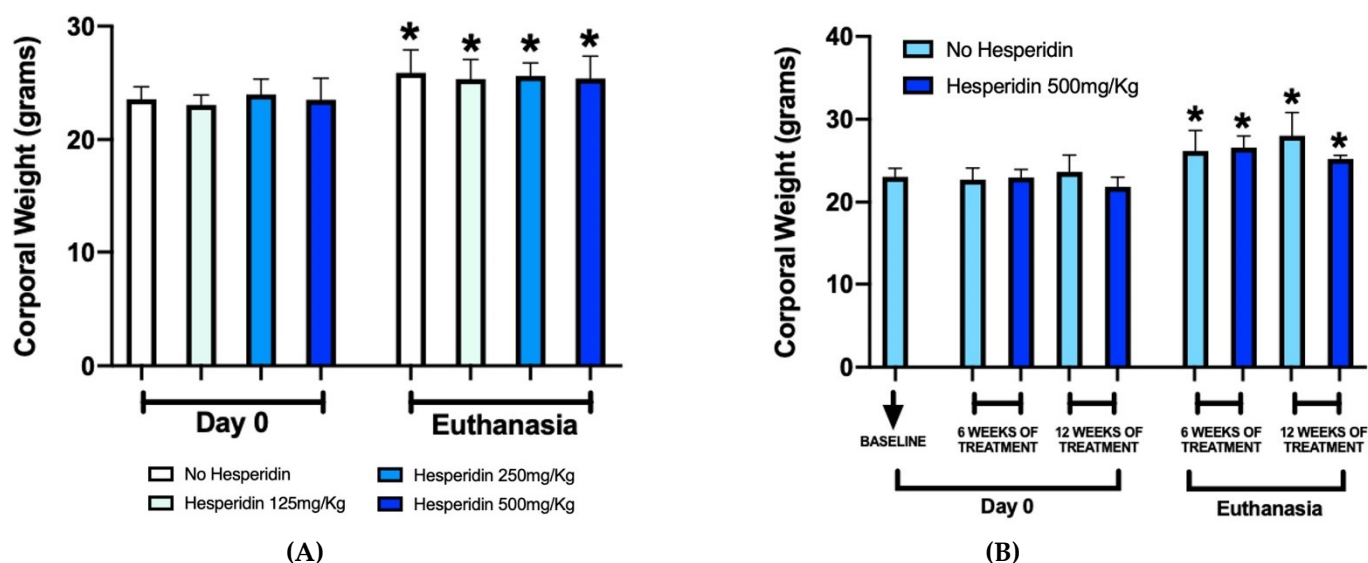 Corporal Weight (grams)
30
20
10
0
* * * *
Day 0
Euthanasia
No Hesperidin
Hesperidin 250mg/Kg
Hesperidin 125mg/Kg
Hesperidin 500mg/Kg
(A)
Corporal Weight (grams)
40
30
20
10
0
No Hesperidin
Hesperidin 500mg/Kg
* * * *
BASELINE
6 WEEKS OF
TREATMENT
12 WEEKS OF
TREATMENT
6 WEEKS OF
TREATMENT
12 WEEKS OF
TREATMENT
Day 0
Euthanasia
(B)